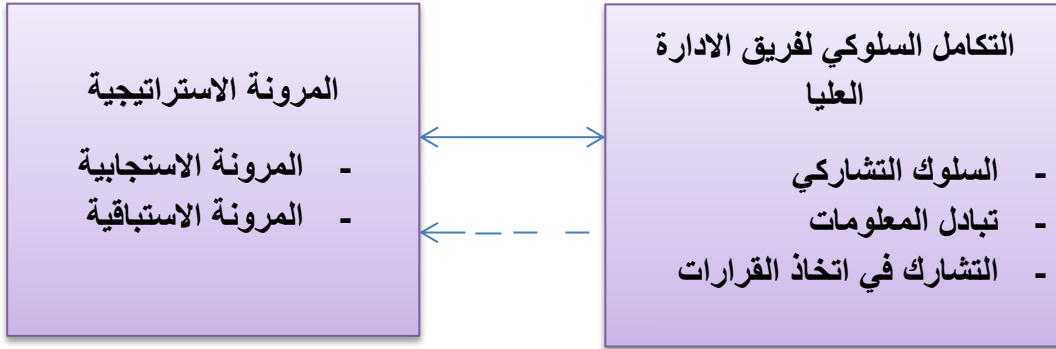 التكامل السلوكي لفريق الادارة
العليا
- السلوك التشاركي
- تبادل المعلومات
- التشارك في اتخاذ القرارات
المرونة الاستراتيجية
- المرونة الاستجابية
- المرونة الاستباقية